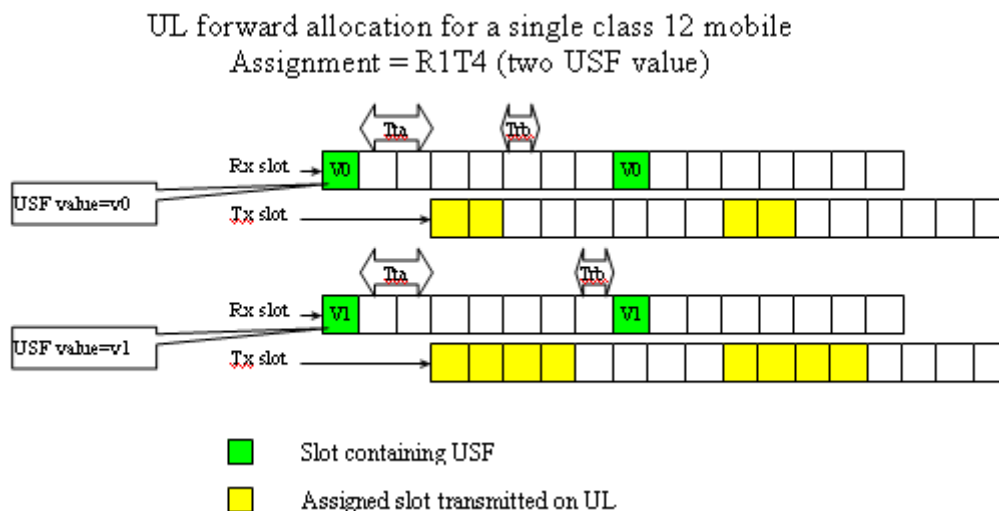 UL forward allocation for a single class 12 mobile
Assignment = R1T4 (two USF value)
Tta Trb
Rx slot V0 V0
USF value=v0
Tx slot
Tta Trb
Rx slot V1 V1
USF value=v1
Tx slot
Slot containing USF
Assigned slot transmitted on UL